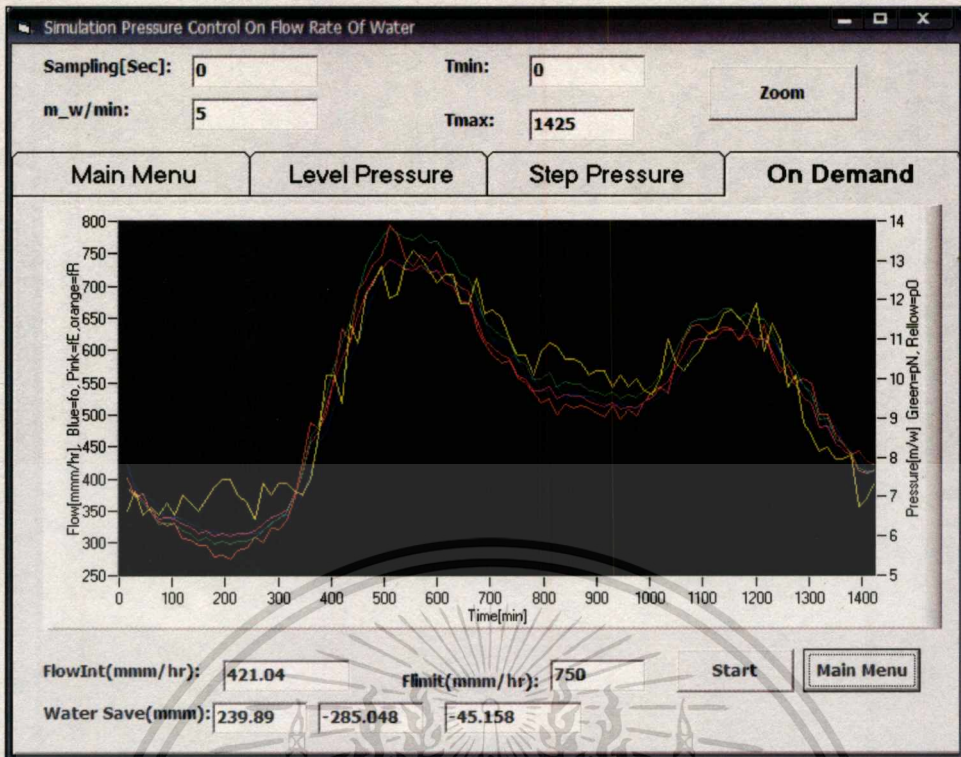 Simulation Pressure Control On Flow Rate Of Water
Sampling[Sec]: 0
Tmin: 0
Zoom
m_w/min: 5
Tmax: 1425
Main Menu
Level Pressure
Step Pressure
On Demand
Flow[mmm/hr], Blue=fo, Pink=fE,orange=fR
800
750
700
650
600
550
500
450
400
350
300
250
0 100 200 300 400 500 600 700 800 900 1000 1100 1200 1300 1400
Time[min]
14
13
12
11
10
9
8
7
6
5
Pressure[m/w] Green=pN, Rellow=pO
FlowInt(mmm/hr): 421.04
Flimit(mmm/hr): 750
Start
Main Menu
Water Save(mmm): 239.89 -285.048 -45.158